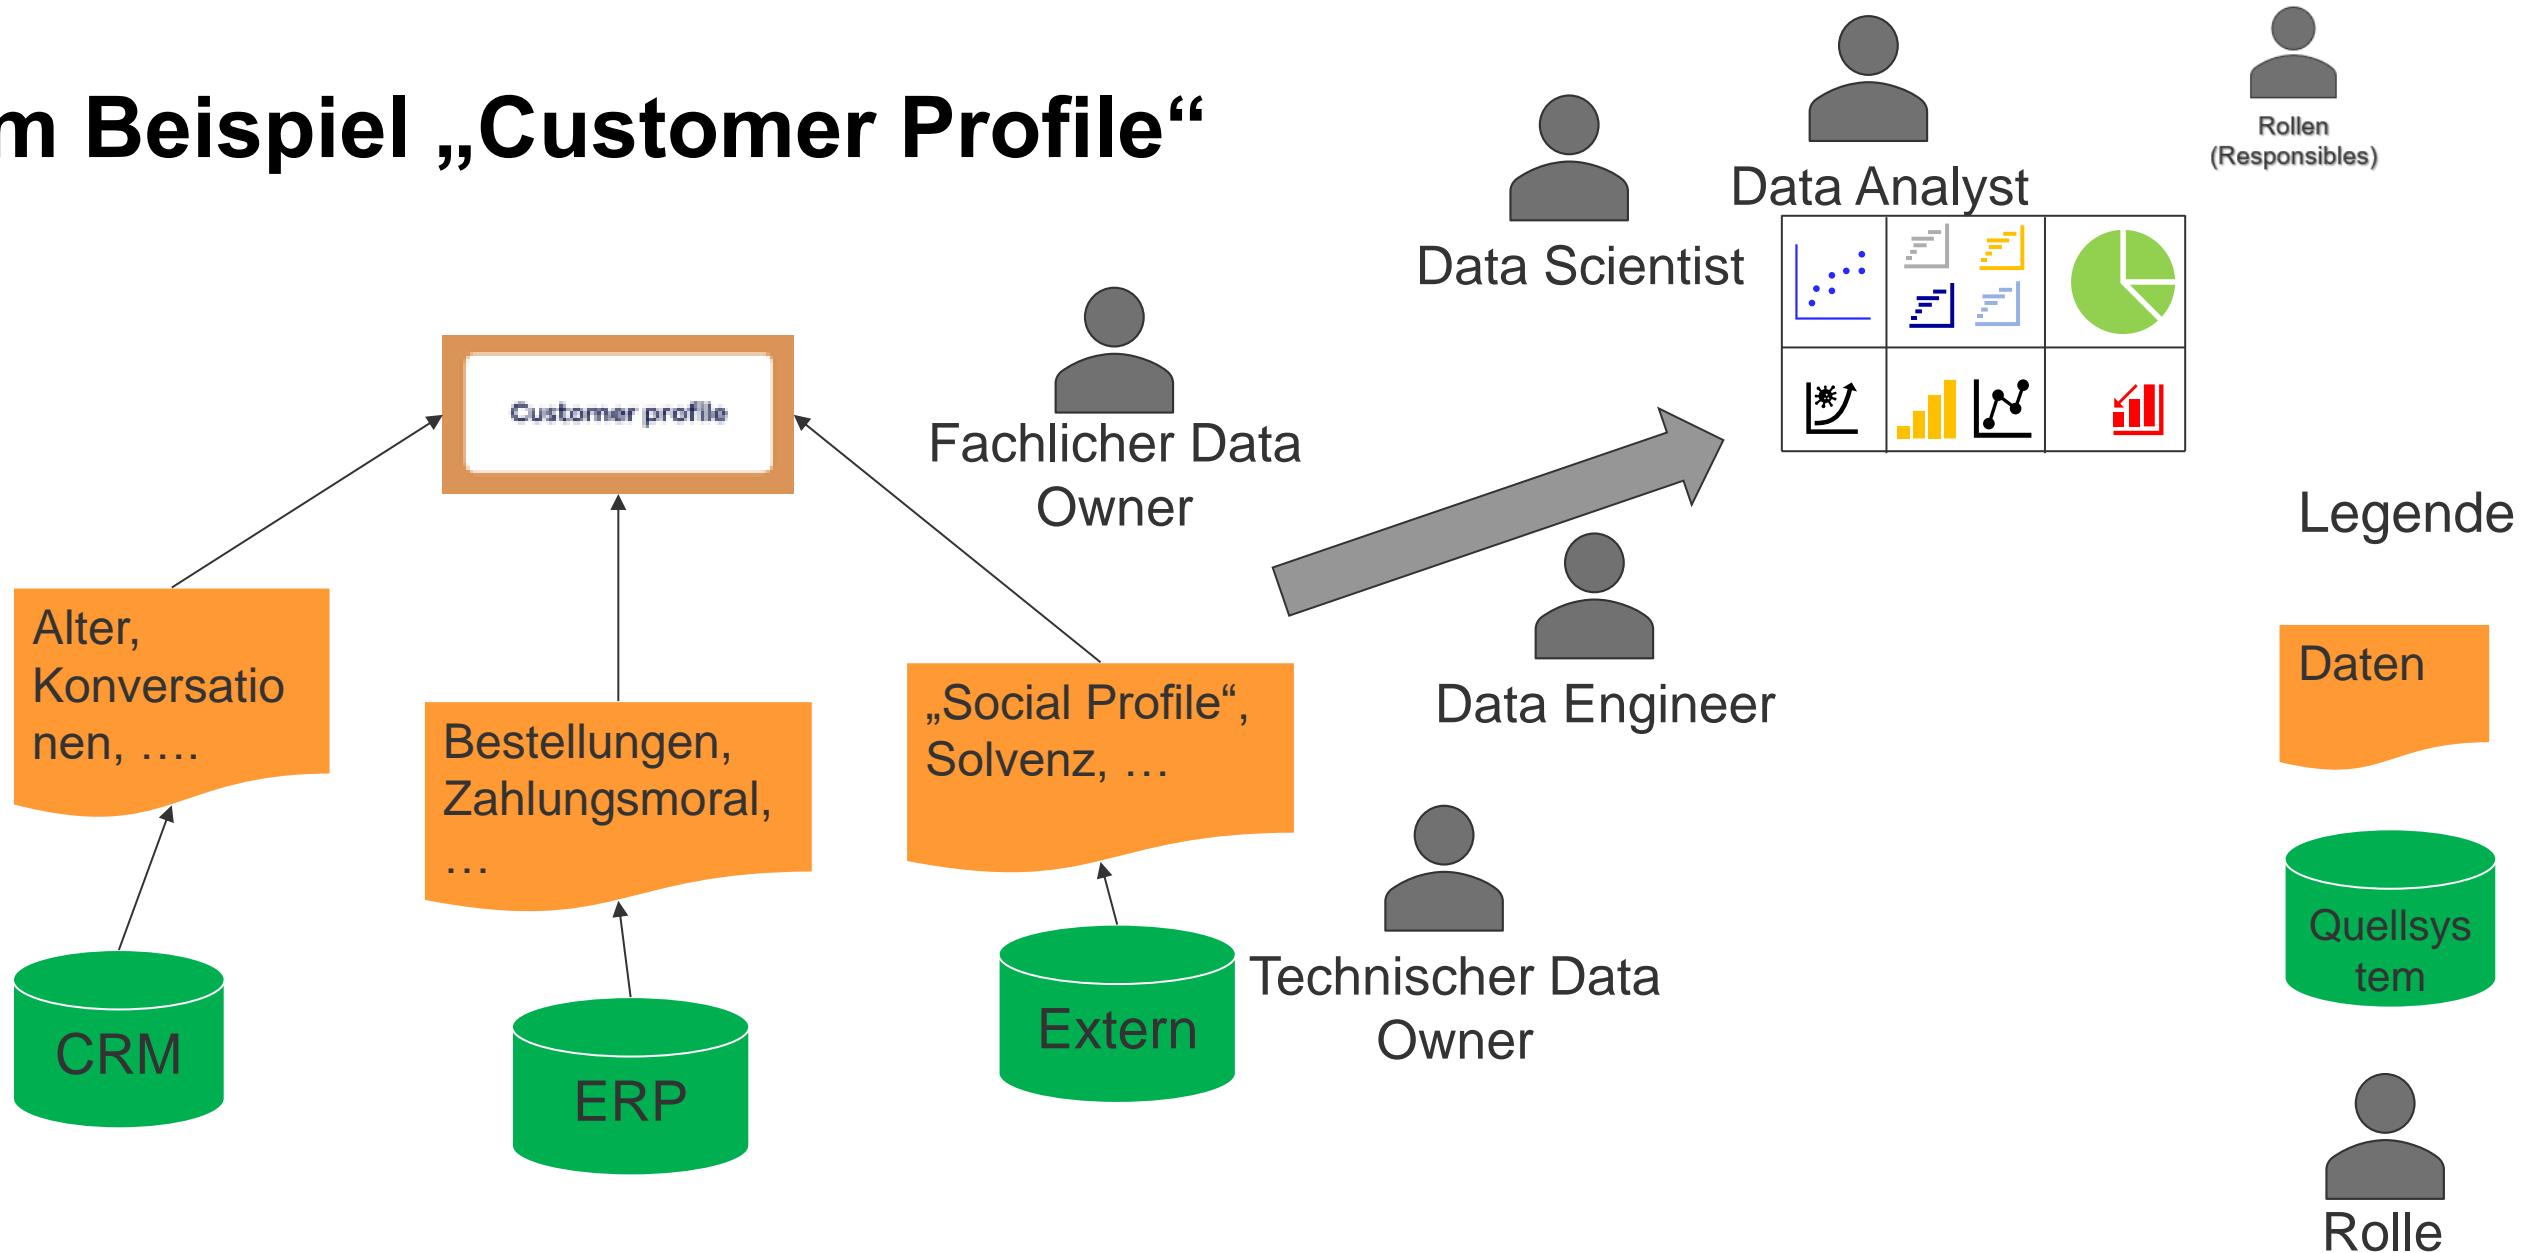 m Beispiel „Customer Profile“
Rollen
(Responsibles)
Data Analyst
Data Scientist
Customer profile
Fachlicher Data
Owner
Legende
Alter,
Konversatio
nen, ….
Bestellungen,
Zahlungsmoral,
…
„Social Profile“,
Solvenz, …
Data Engineer
Daten
Quellsys
tem
CRM
ERP
Extern
Technischer Data
Owner
Rolle